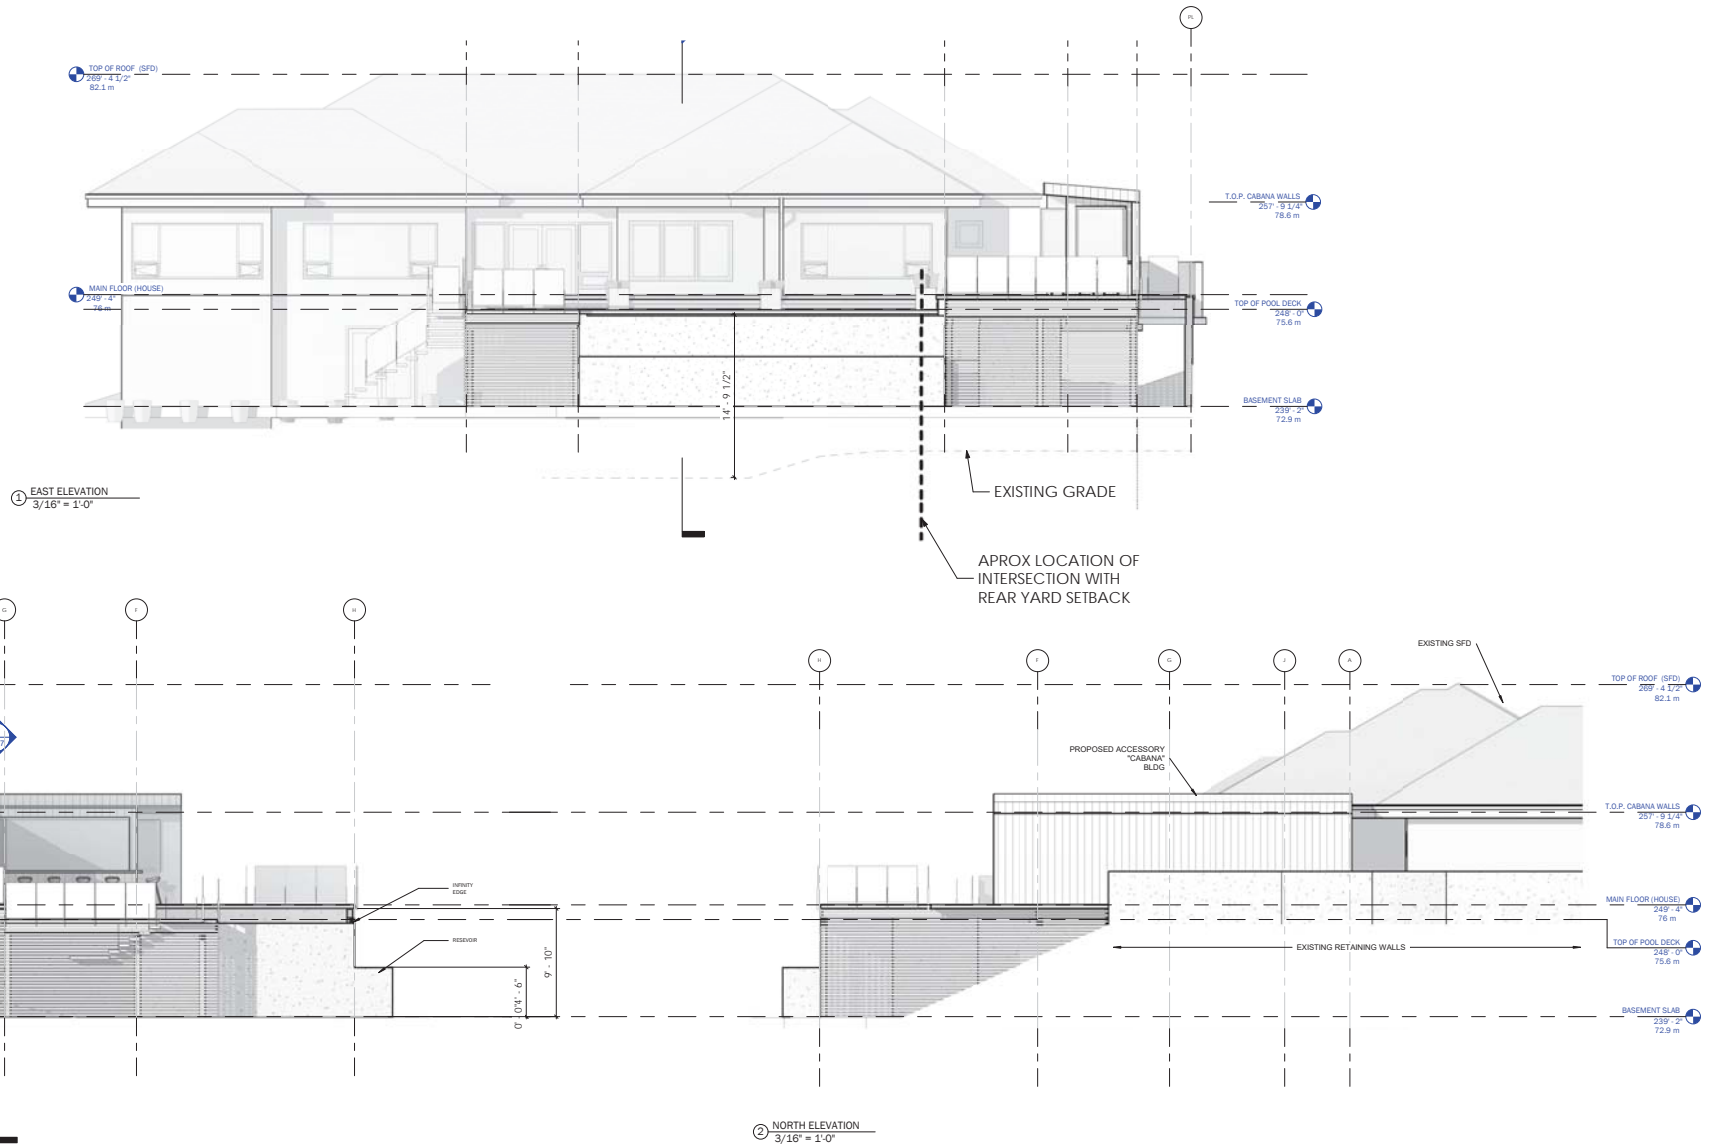 PL
TOP OF ROOF (SFD)
269' - 4 1/2"
82.1 m
T.O.P. CABANA WALLS
257' - 9 1/4"
78.6 m
MAIN FLOOR (HOUSE)
249' - 4"
76 m
TOP OF POOL DECK
248' - 0"
75.6 m
14' - 9 1/2"
BASEMENT SLAB
239' - 2"
72.9 m
1 EAST ELEVATION
3/16" = 1'-0"
EXISTING GRADE
APROX LOCATION OF
INTERSECTION WITH
REAR YARD SETBACK
G
F
H
7
INFINITY
EDGE
RESEVOIR
9' - 10"
4' - 6"
0' - 0"
H
F
G
J
A
EXISTING SFD
TOP OF ROOF (SFD)
269' - 4 1/2"
82.1 m
PROPOSED ACCESSORY
"CABANA"
BLDG
T.O.P. CABANA WALLS
257' - 9 1/4"
78.6 m
MAIN FLOOR (HOUSE)
249' - 4"
76 m
EXISTING RETAINING WALLS
TOP OF POOL DECK
248' - 0"
75.6 m
BASEMENT SLAB
239' - 2"
72.9 m
2 NORTH ELEVATION
3/16" = 1'-0"